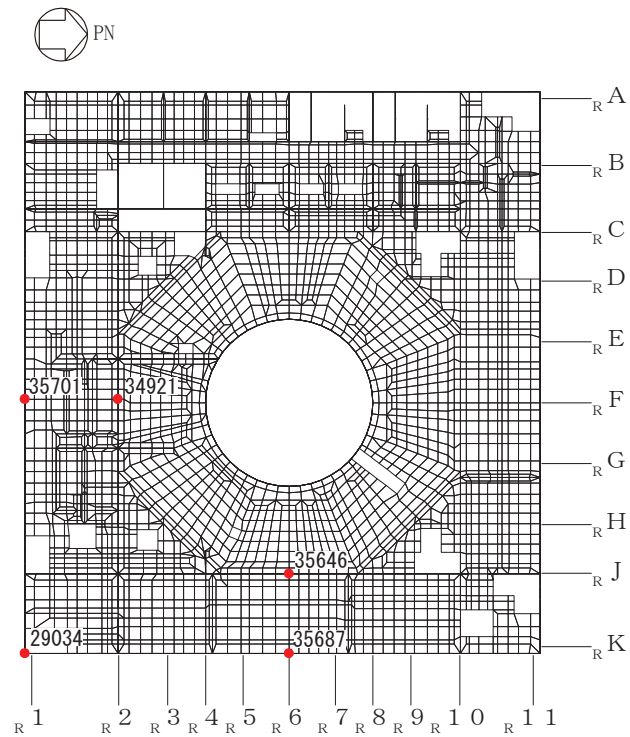 PN
RA
RB
RC
RD
RE
35701 34921
RF
RG
RH
35646
RJ
29034 35687
RK
R1 R2 R3 R4 R5 R6 R7 R8 R9 R10 R11